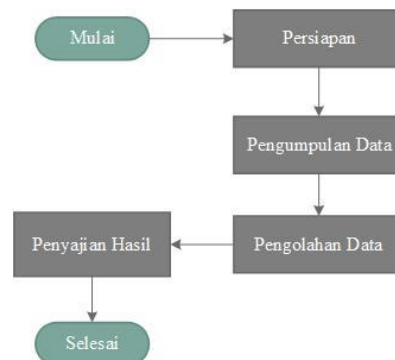 Mulai
Persiapan
Pengumpulan Data
Pengolahan Data
Penyajian Hasil
Selesai